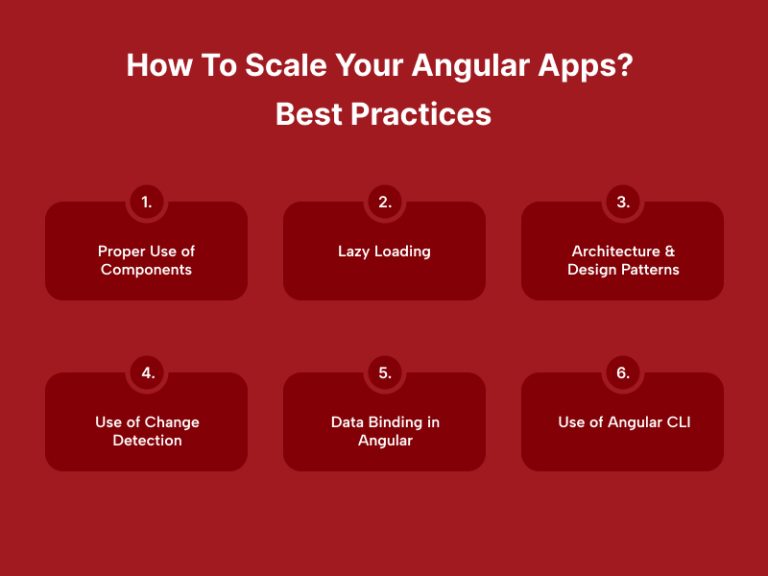 How To Scale Your Angular Apps?
Best Practices
1.
Proper Use of
Components
2.
Lazy Loading
3.
Architecture &
Design Patterns
4.
Use of Change
Detection
5.
Data Binding in
Angular
6.
Use of Angular CLI